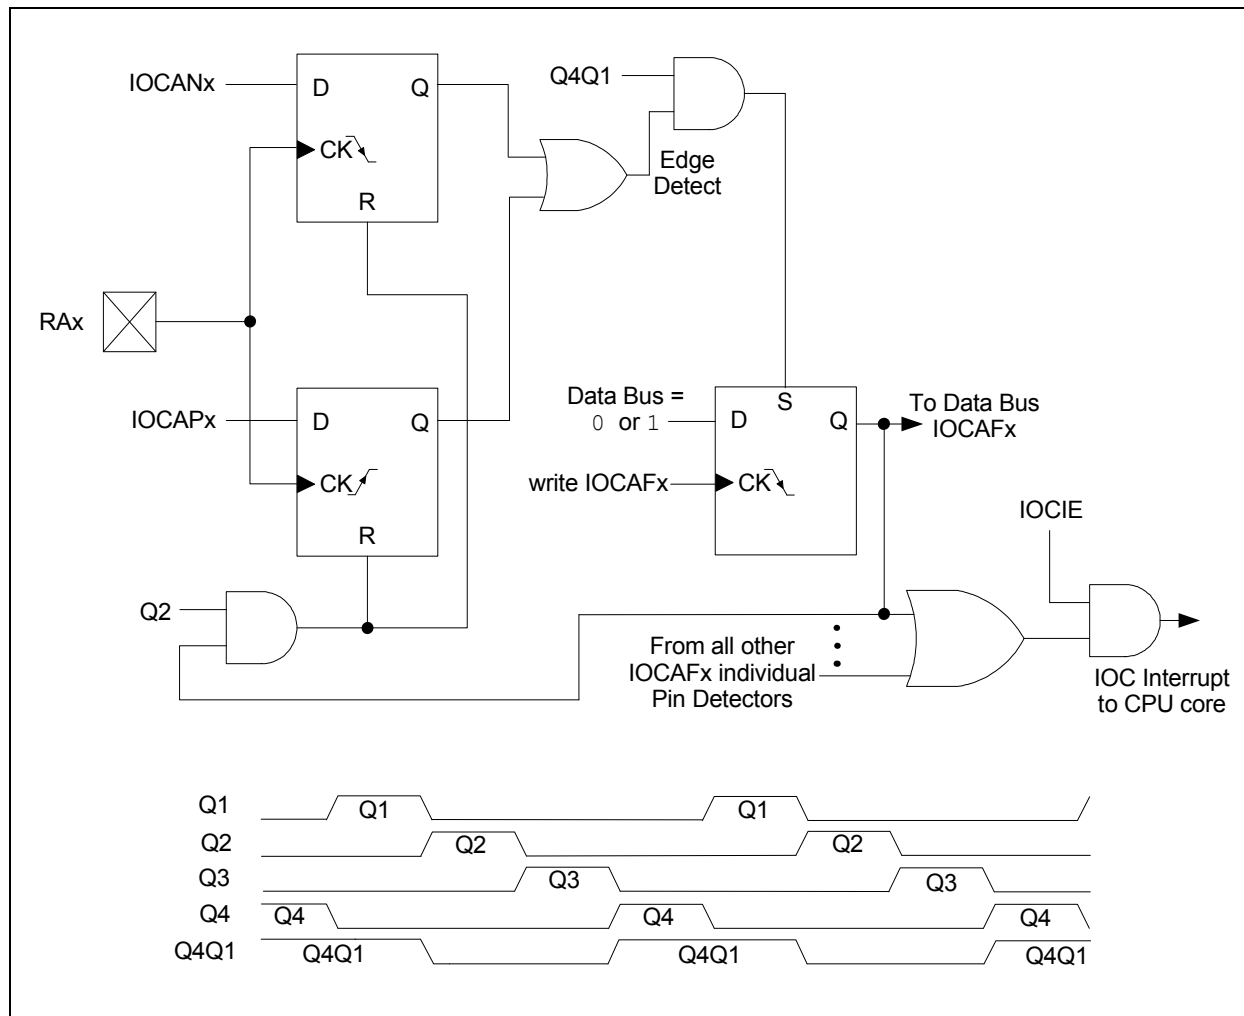 IOCANx
D
Q
CK
R
Q4Q1
Edge
Detect
RAx
IOCAPx
D
Q
CK
R
Data Bus =
0 or 1
S
D
Q
To Data Bus
IOCAFx
write IOCAFx
CK
IOCIE
Q2
From all other
IOCAFx individual
Pin Detectors
IOC Interrupt
to CPU core
Q1
Q1
Q1
Q2
Q2
Q2
Q3
Q3
Q3
Q4
Q4
Q4
Q4
Q4Q1
Q4Q1
Q4Q1
Q4Q1